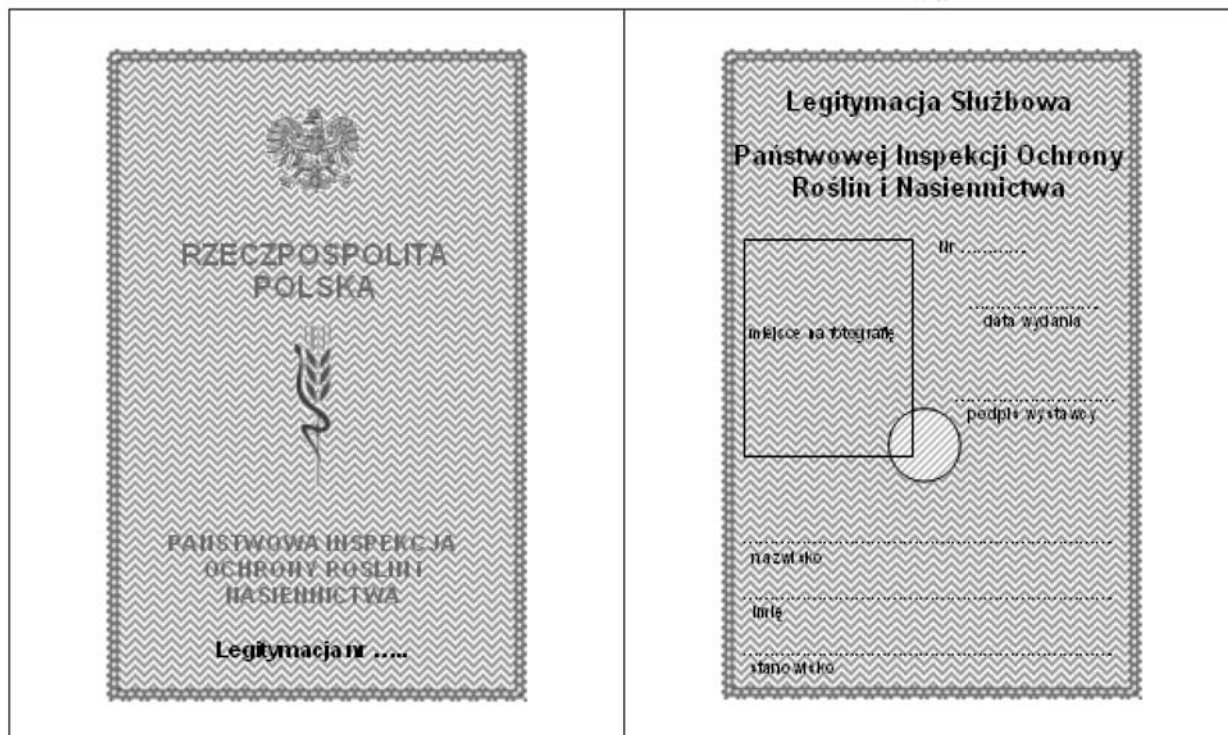 RZECZPOSPOLITA
POLSKA
PAŃSTWOWA INSPEKCJA
OCHRONY ROŚLIN I
NASIENNICTWA
Legitymacja nr .....
Legitymacja Służbowa
Państwowej Inspekcji Ochrony
Roślin i Nasiennictwa
Nr ............
miejsce na fotografię
data wydania
podpis wystawcy
nazwisko
imię
stanowisko